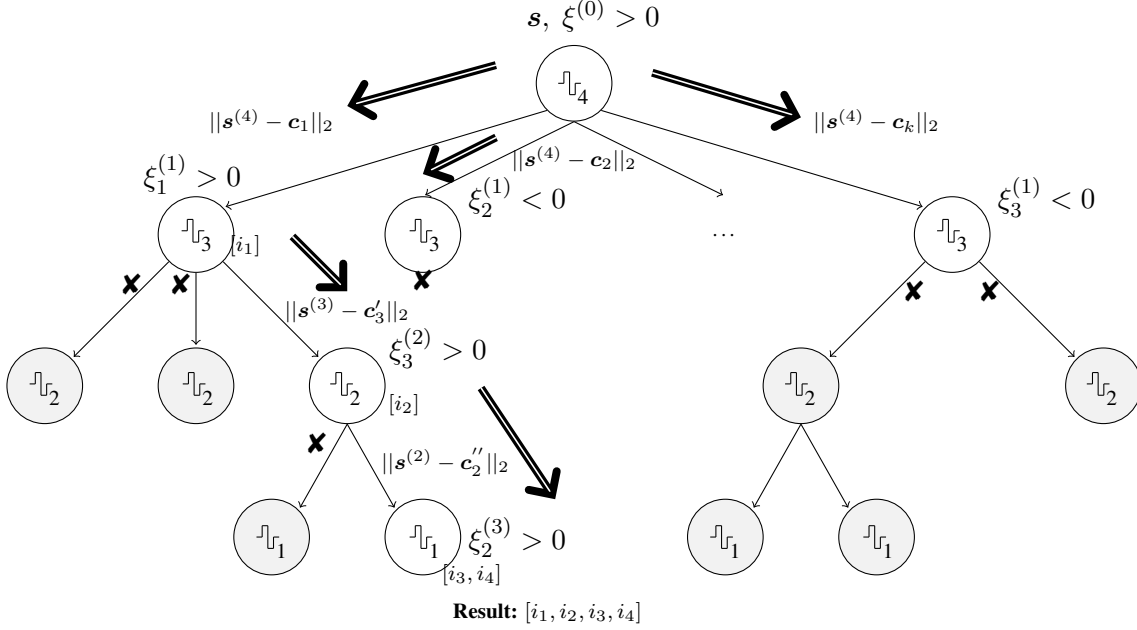 s, ξ^(0) > 0
4
||s^(4) − c_1||_2
||s^(4) − c_k||_2
||s^(4) − c_2||_2
ξ_1^(1) > 0
ξ_2^(1) < 0
ξ_3^(1) < 0
3
[i_1]
3
...
3
||s^(3) − c'_3||_2
ξ_3^(2) > 0
2
2
2
[i_2]
2
2
||s^(2) − c''_2||_2
1
1
ξ_2^(3) > 0
1
1
[i_3, i_4]
Result: [i_1, i_2, i_3, i_4]